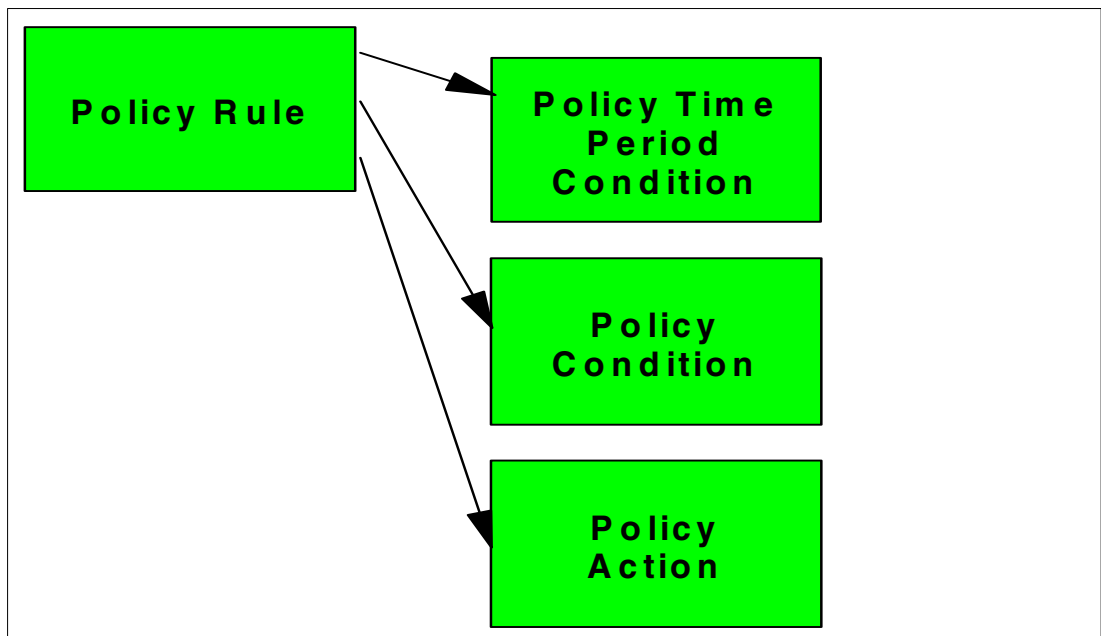 Policy Rule
Policy Time
Period
Condition
Policy
Condition
Policy
Action